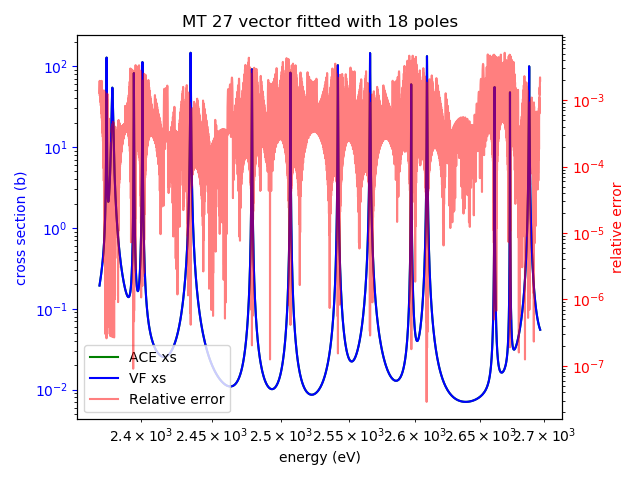 MT 27 vector fitted with 18 poles
cross section (b)
10²
10¹
10⁰
10⁻¹
10⁻²
10⁻³
10⁻⁴
10⁻⁵
10⁻⁶
10⁻⁷
relative error
ACE xs
VF xs
Relative error
2.4 × 10³ 2.45 × 10³ 2.5 × 10³ 2.55 × 10³ 2.6 × 10³ 2.65 × 10³ 2.7 × 10³
energy (eV)